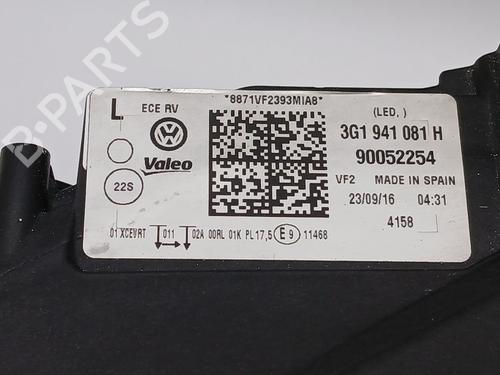 L ECE RV
*8871VF2393MIA8*
(LED, )
VW
Valeo
3G1 941 081 H
90052254
22S
VF2 MADE IN SPAIN
23/09/16 04:31
4158
01 XCEVRT 011 02A 00RL 01K PL17,5 E9 11468
B-PARTS